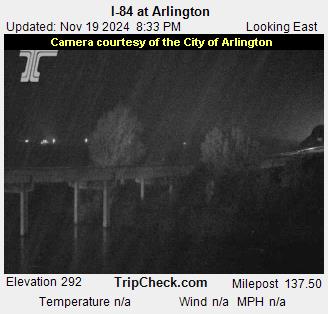 I-84 at Arlington
Updated: Nov 19 2024 8:33 PM Looking East
Camera courtesy of the City of Arlington
Elevation 292 TripCheck.com Milepost 137.50
Temperature n/a Wind n/a MPH n/a